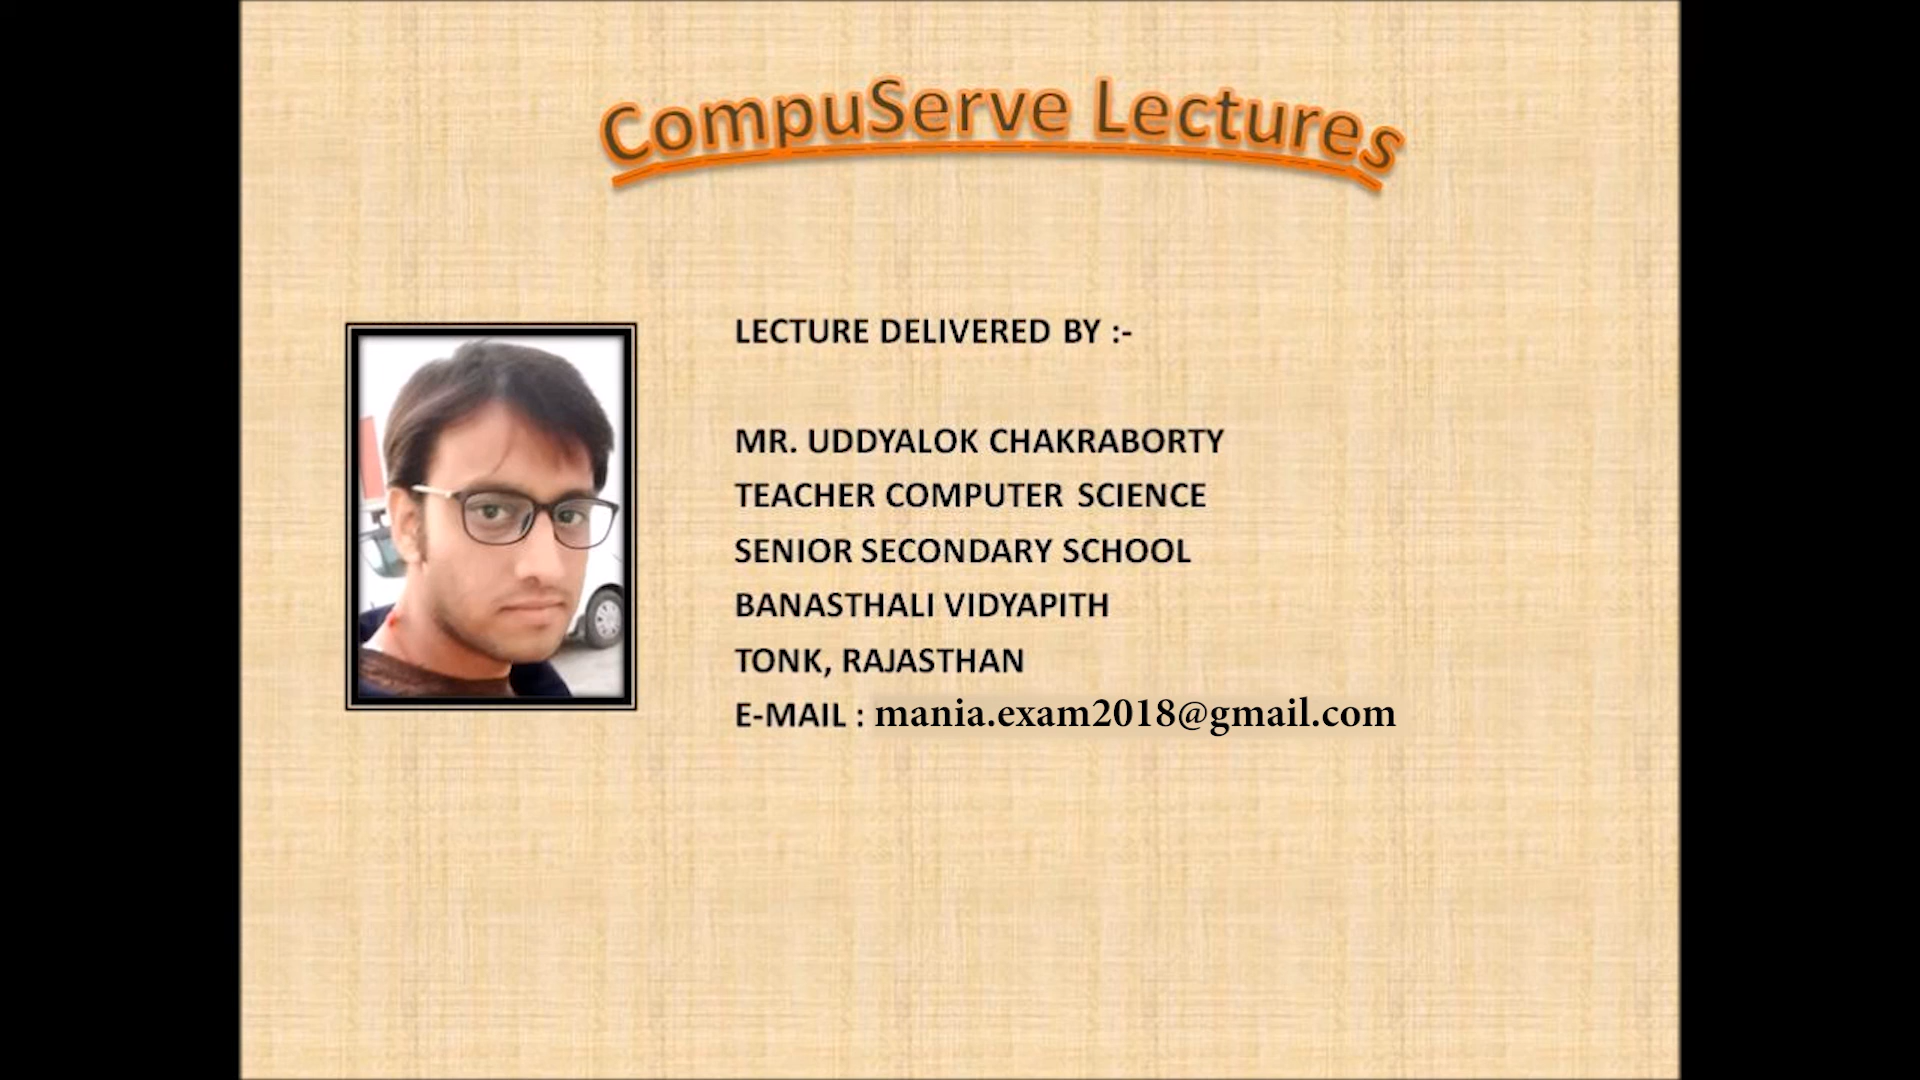 CompuServe Lectures
LECTURE DELIVERED BY :-
MR. UDDYALOK CHAKRABORTY
TEACHER COMPUTER SCIENCE
SENIOR SECONDARY SCHOOL
BANASTHALI VIDYAPITH
TONK, RAJASTHAN
E-MAIL : mania.exam2018@gmail.com